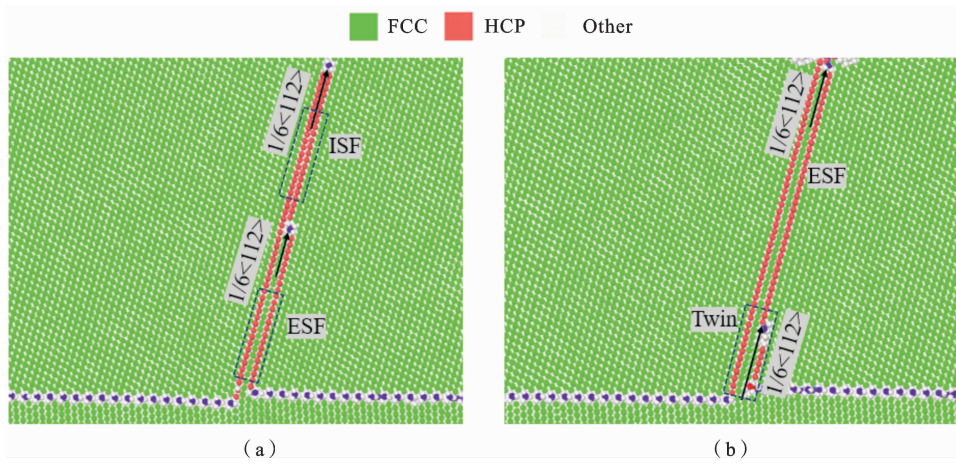 FCC HCP Other
1/6<112>
ISF
1/6<112>
ESF
(a)
1/6<112>
ESF
Twin
1/6<112>
(b)